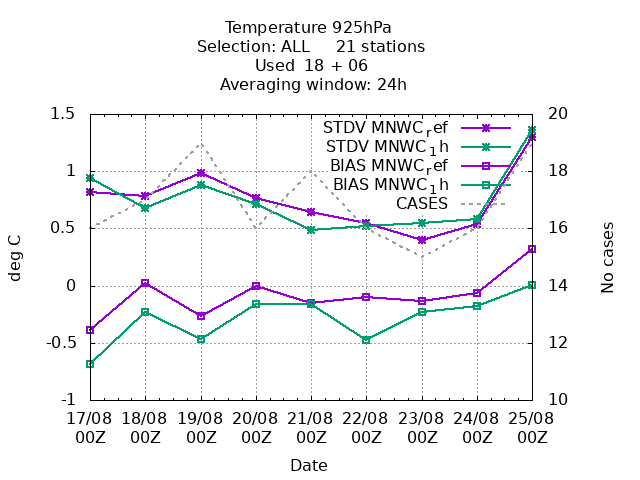 Temperature 925hPa
Selection: ALL     21 stations
Used  18 + 06
Averaging window: 24h
1.5
1
0.5
0
-0.5
-1
deg C
20
18
16
14
12
10
No cases
STDV MNWC_ref
STDV MNWC_1h
BIAS MNWC_ref
BIAS MNWC_1h
CASES
17/08 18/08 19/08 20/08 21/08 22/08 23/08 24/08 25/08
00Z 00Z 00Z 00Z 00Z 00Z 00Z 00Z 00Z
Date